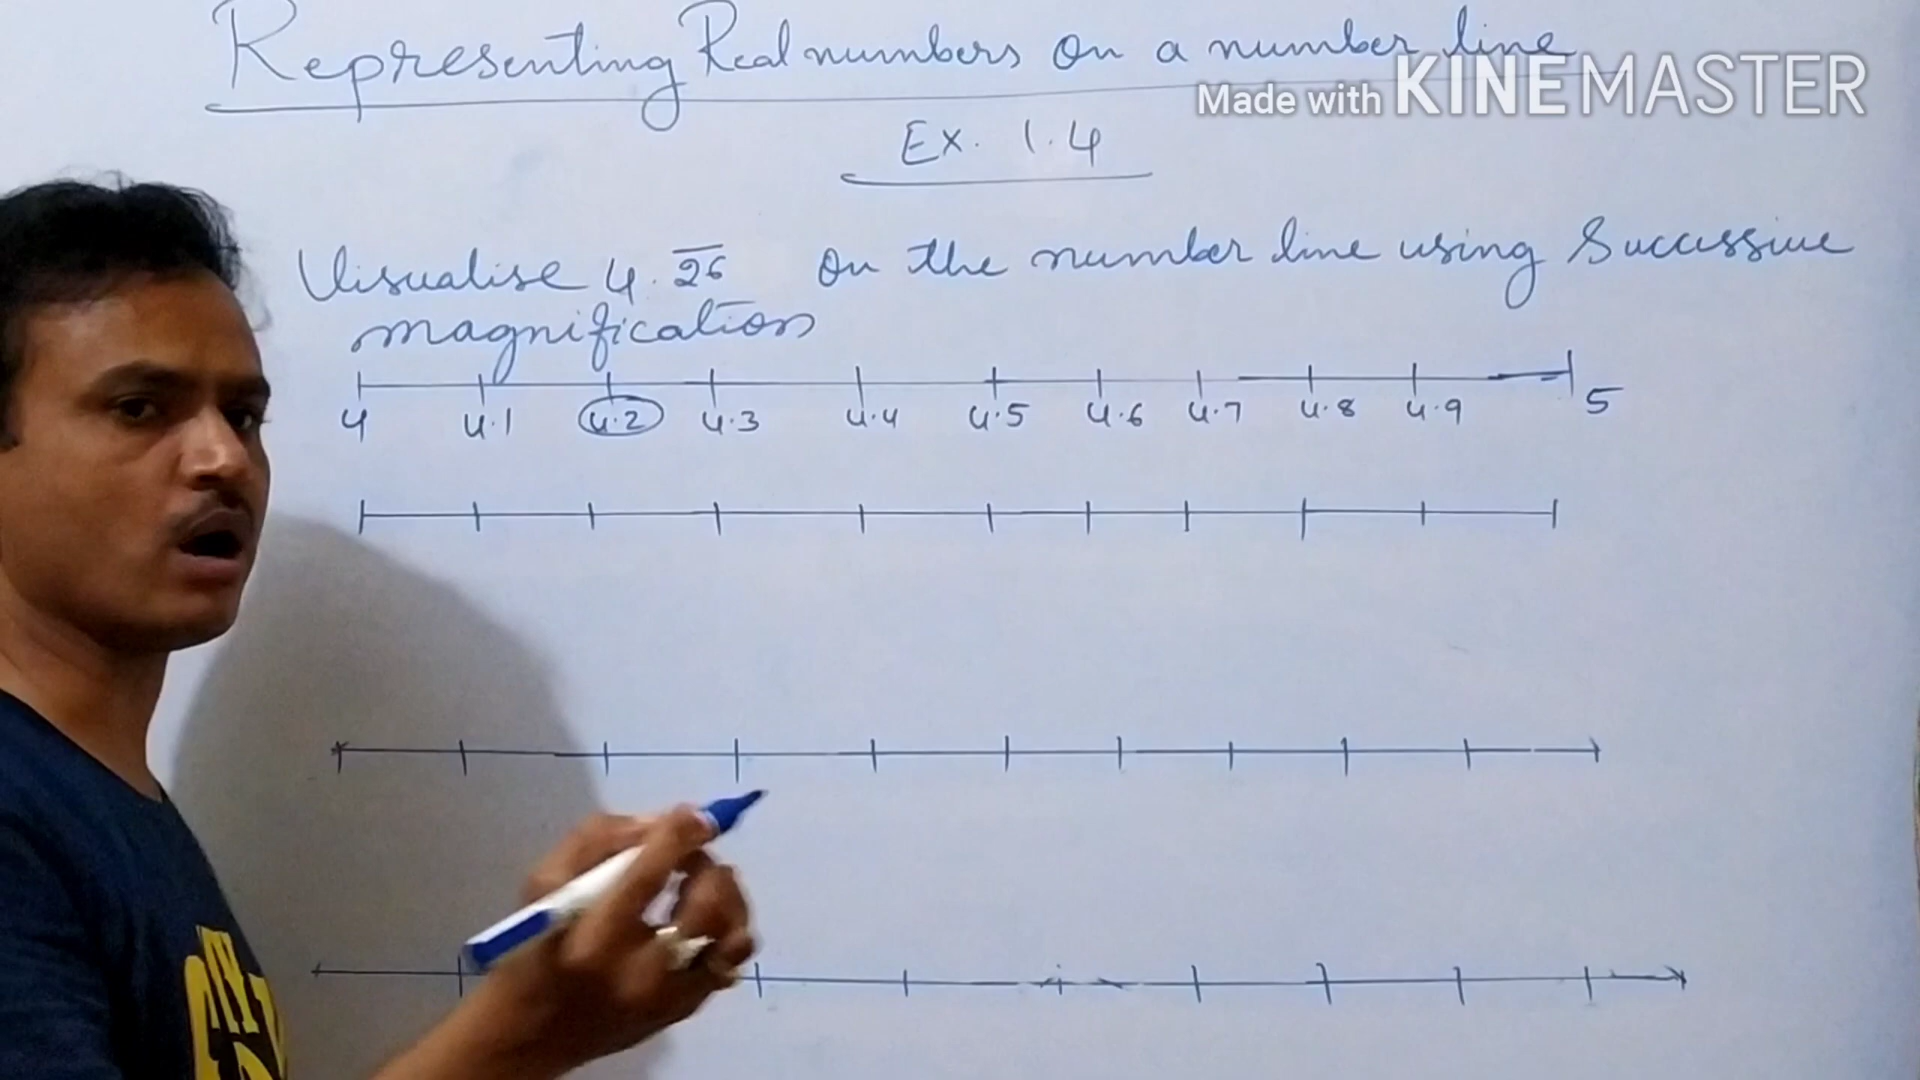 Representing Real numbers on a number line
Made with KINEMASTER
Ex. 1.4
Visualise 4.2̅6̅ on the number line using Successive
magnification
4 4.1 4.2 4.3 4.4 4.5 4.6 4.7 4.8 4.9 5